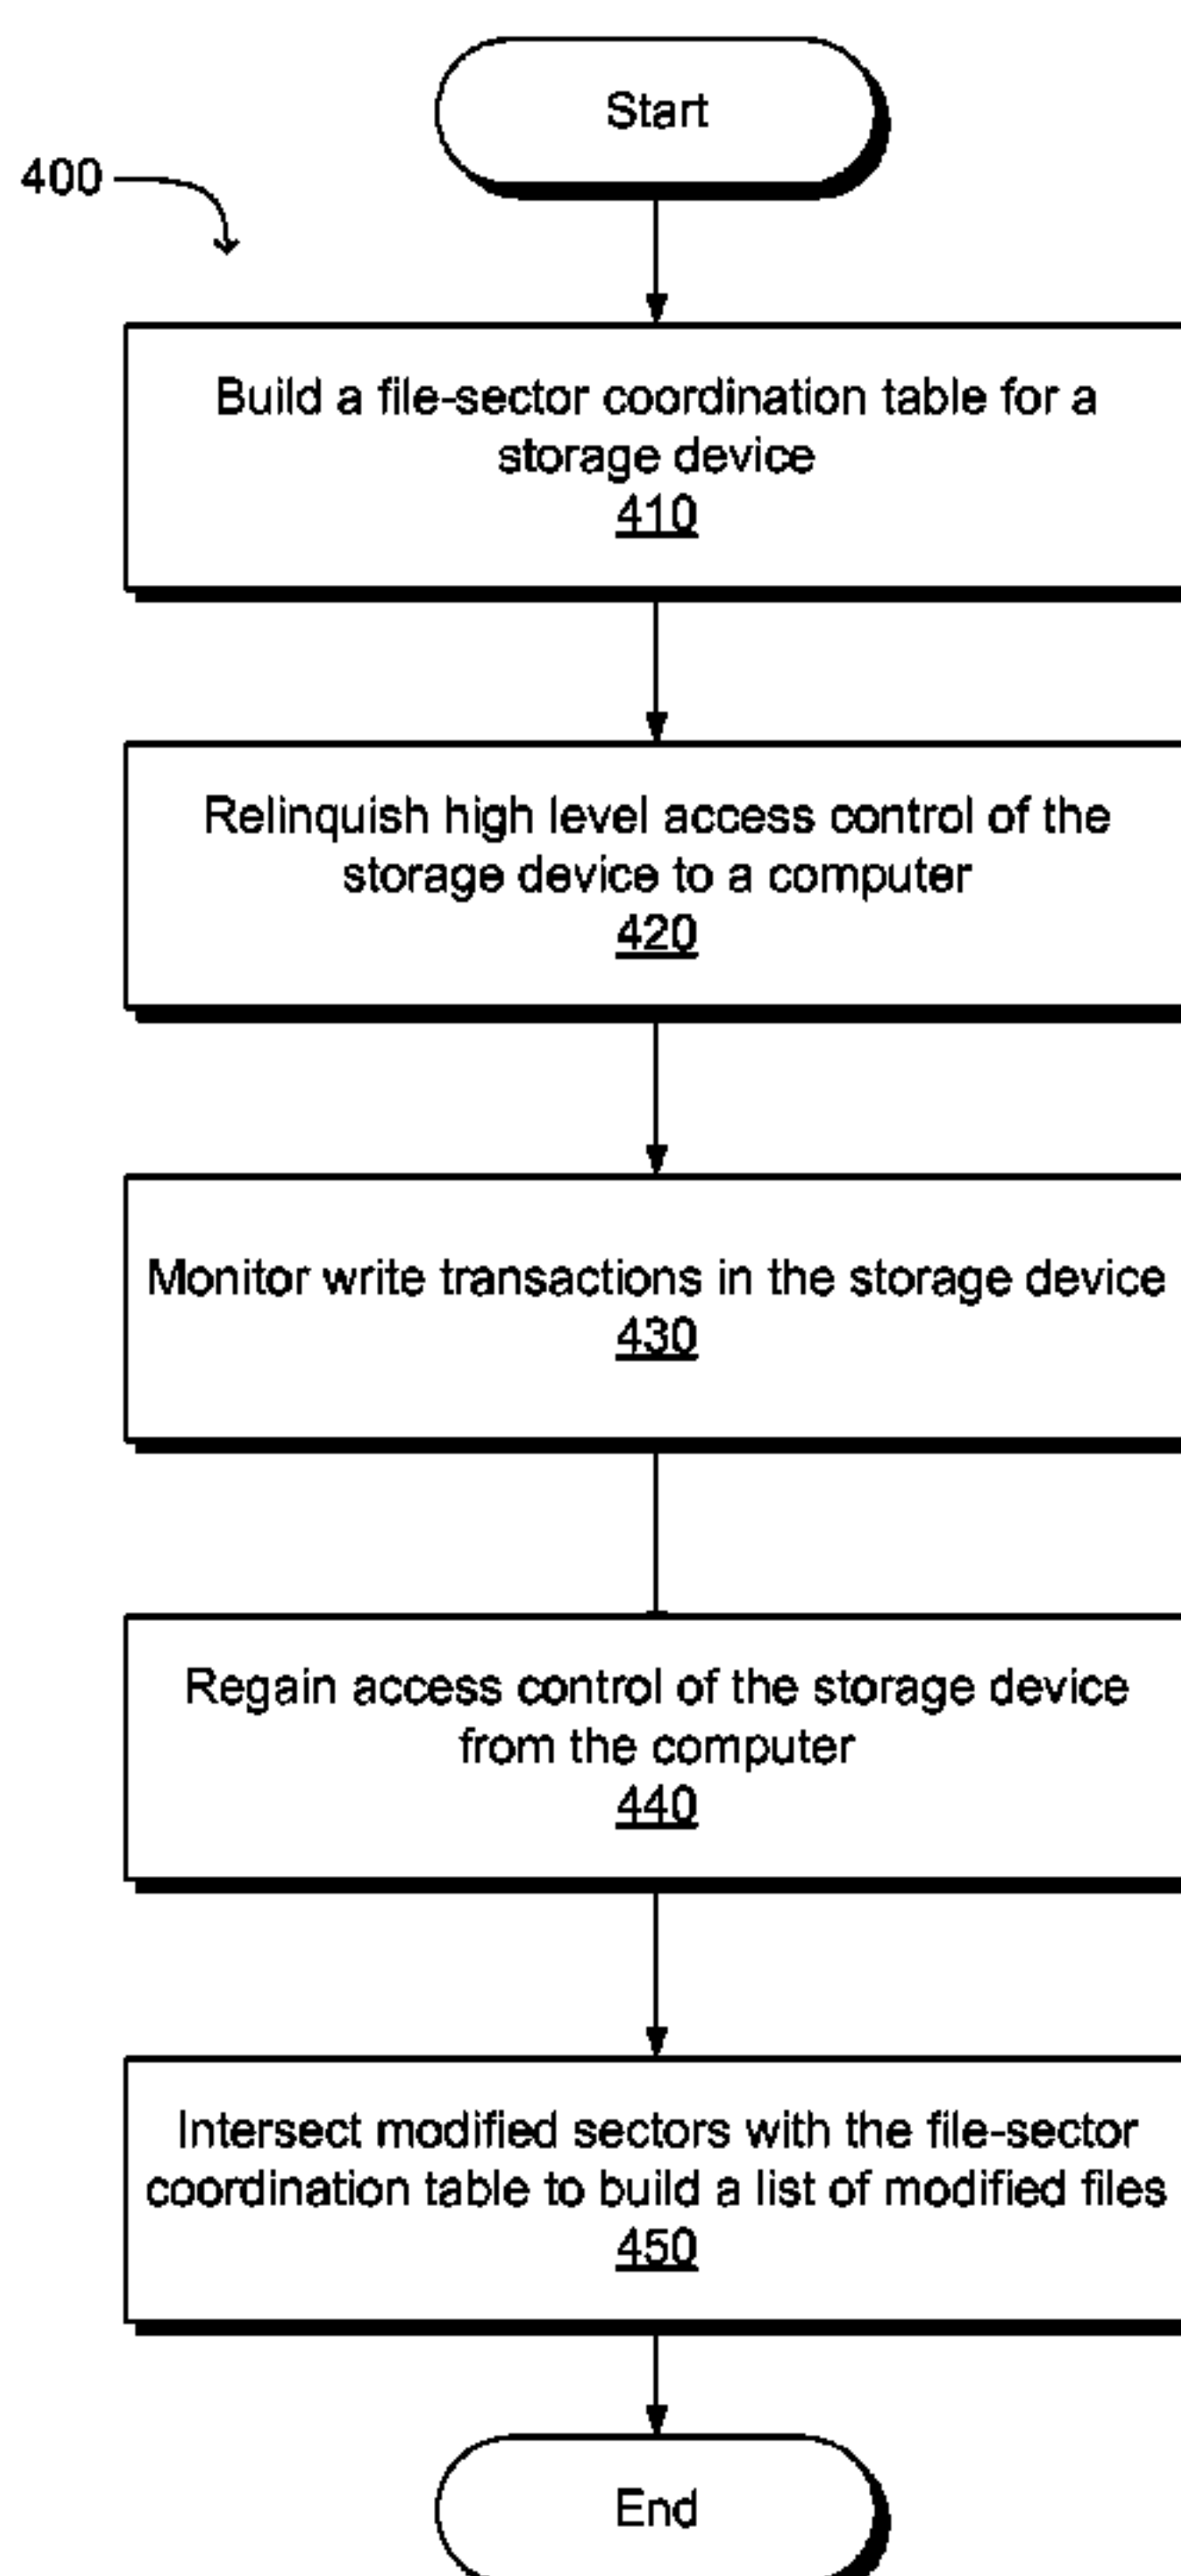 Start
400
Build a file-sector coordination table for a
storage device
410
Relinquish high level access control of the
storage device to a computer
420
Monitor write transactions in the storage device
430
Regain access control of the storage device
from the computer
440
Intersect modified sectors with the file-sector
coordination table to build a list of modified files
450
End